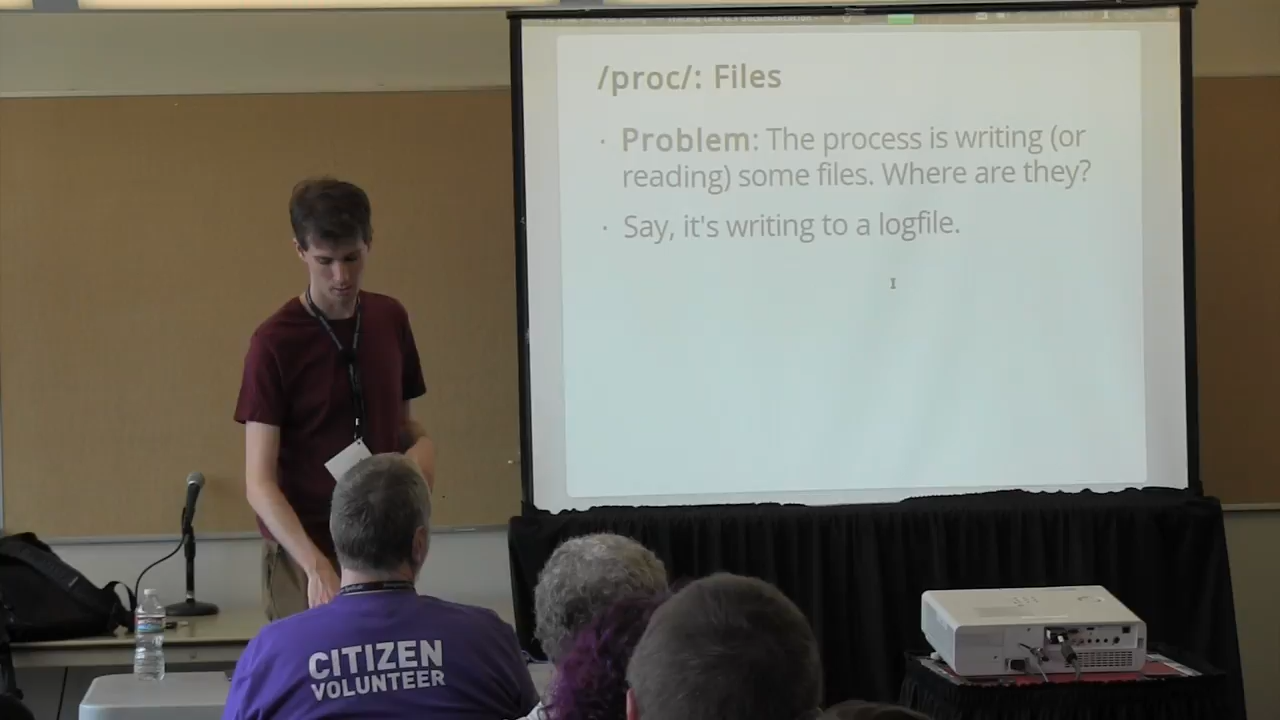 /proc/: Files
· Problem: The process is writing (or
reading) some files. Where are they?
· Say, it's writing to a logfile.
CITIZEN
VOLUNTEER